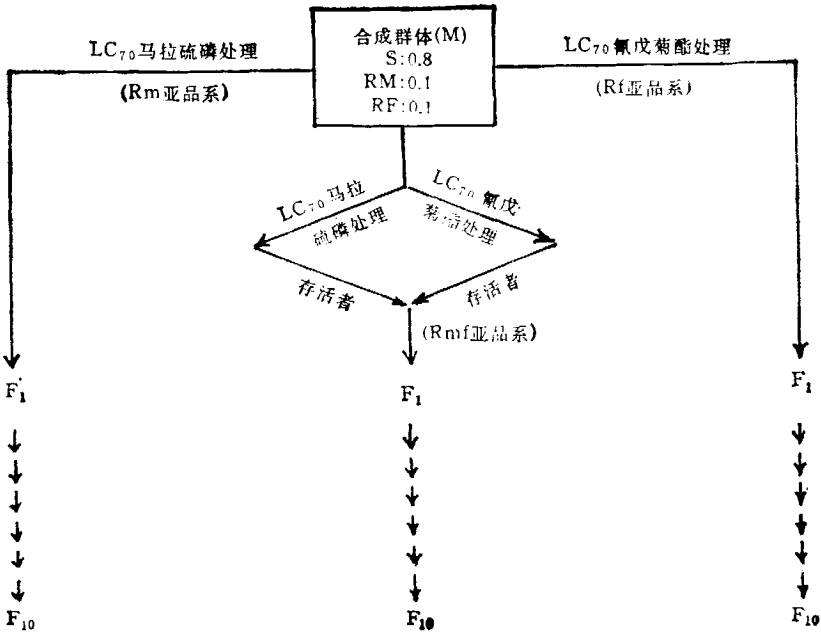 合成群体(M)
S:0.8
RM:0.1
RF:0.1
LC₇₀马拉硫磷处理
(Rm亚品系)
LC₇₀氰戊菊酯处理
(Rf亚品系)
LC₇₀马拉
硫磷处理
LC₇₀氰戊
菊酯处理
存活者
存活者
(Rmf亚品系)
F₁
F₁
F₁
F₁₀
F₁₀
F₁₀